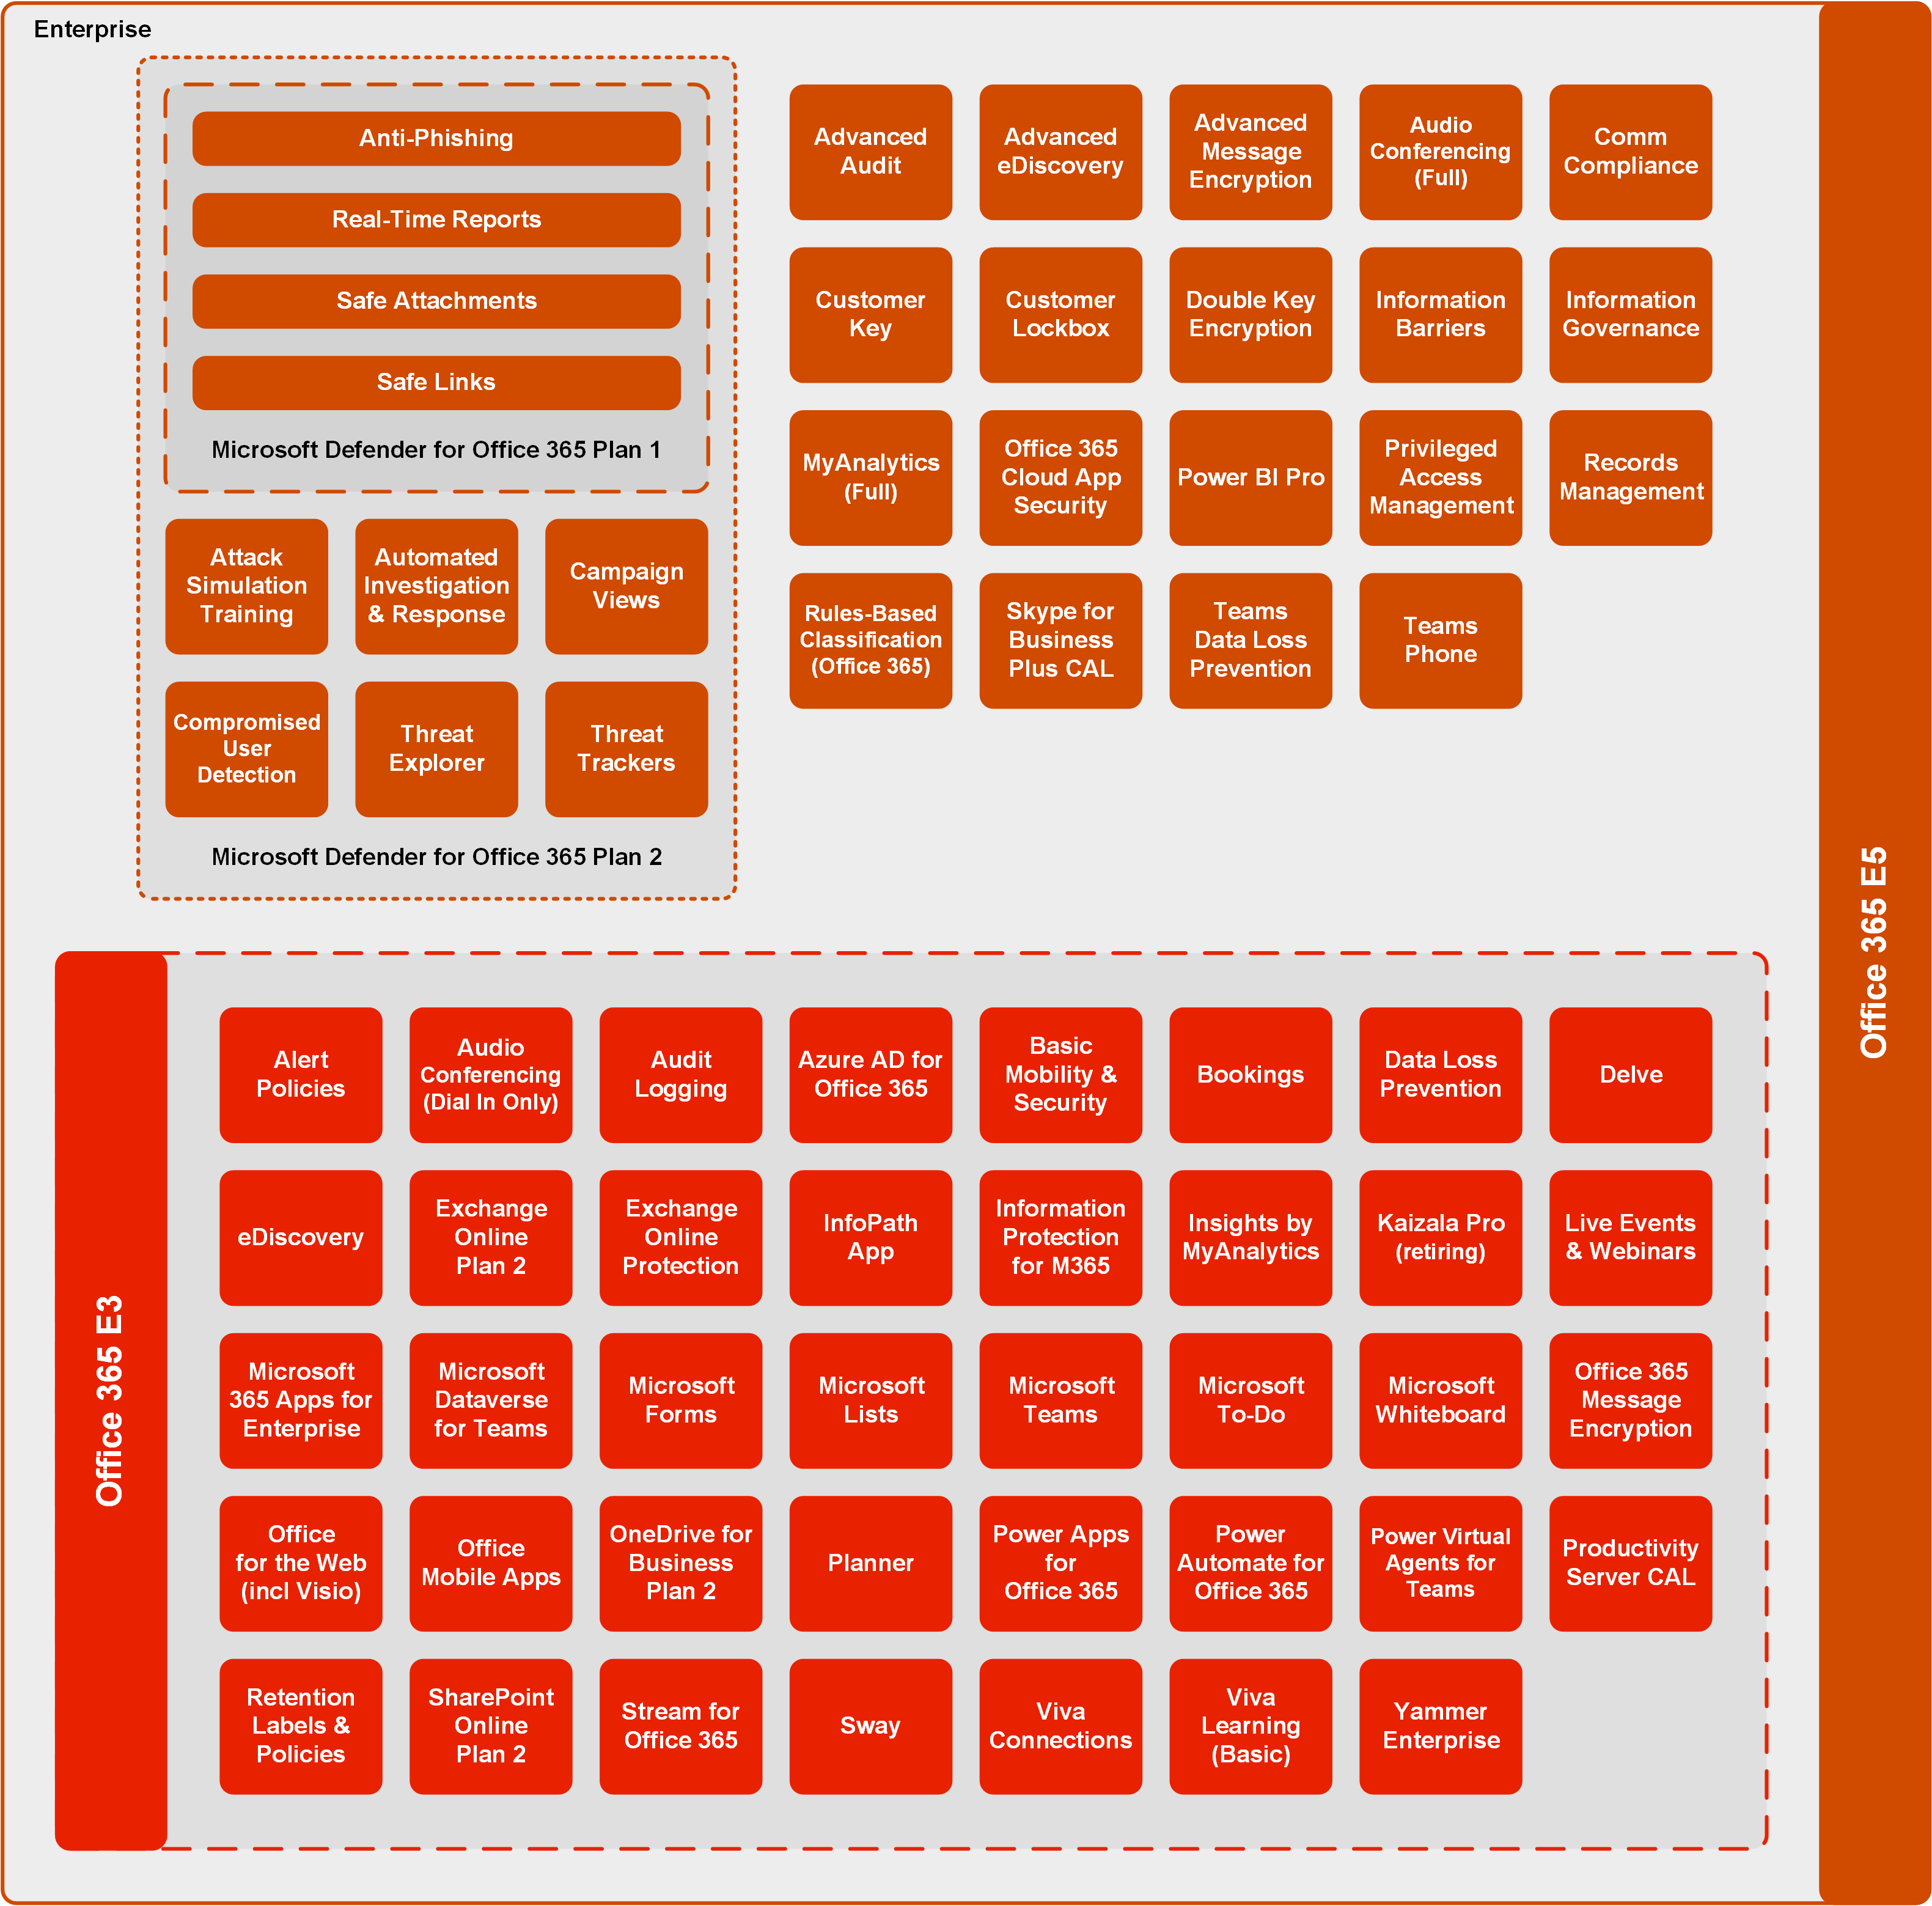 Enterprise
Anti-Phishing
Real-Time Reports
Safe Attachments
Safe Links
Microsoft Defender for Office 365 Plan 1
Attack
Simulation
Training
Automated
Investigation
& Response
Campaign
Views
Compromised
User
Detection
Threat
Explorer
Threat
Trackers
Microsoft Defender for Office 365 Plan 2
Advanced
Audit
Advanced
eDiscovery
Advanced
Message
Encryption
Audio
Conferencing
(Full)
Comm
Compliance
Customer
Key
Customer
Lockbox
Double Key
Encryption
Information
Barriers
Information
Governance
MyAnalytics
(Full)
Office 365
Cloud App
Security
Power BI Pro
Privileged
Access
Management
Records
Management
Rules-Based
Classification
(Office 365)
Skype for
Business
Plus CAL
Teams
Data Loss
Prevention
Teams
Phone
Office 365 E5
Office 365 E3
Alert
Policies
Audio
Conferencing
(Dial In Only)
Audit
Logging
Azure AD for
Office 365
Basic
Mobility &
Security
Bookings
Data Loss
Prevention
Delve
eDiscovery
Exchange
Online
Plan 2
Exchange
Online
Protection
InfoPath
App
Information
Protection
for M365
Insights by
MyAnalytics
Kaizala Pro
(retiring)
Live Events
& Webinars
Microsoft
365 Apps for
Enterprise
Microsoft
Dataverse
for Teams
Microsoft
Forms
Microsoft
Lists
Microsoft
Teams
Microsoft
To-Do
Microsoft
Whiteboard
Office 365
Message
Encryption
Office
for the Web
(incl Visio)
Office
Mobile Apps
OneDrive for
Business
Plan 2
Planner
Power Apps
for
Office 365
Power
Automate for
Office 365
Power Virtual
Agents for
Teams
Productivity
Server CAL
Retention
Labels &
Policies
SharePoint
Online
Plan 2
Stream for
Office 365
Sway
Viva
Connections
Viva
Learning
(Basic)
Yammer
Enterprise